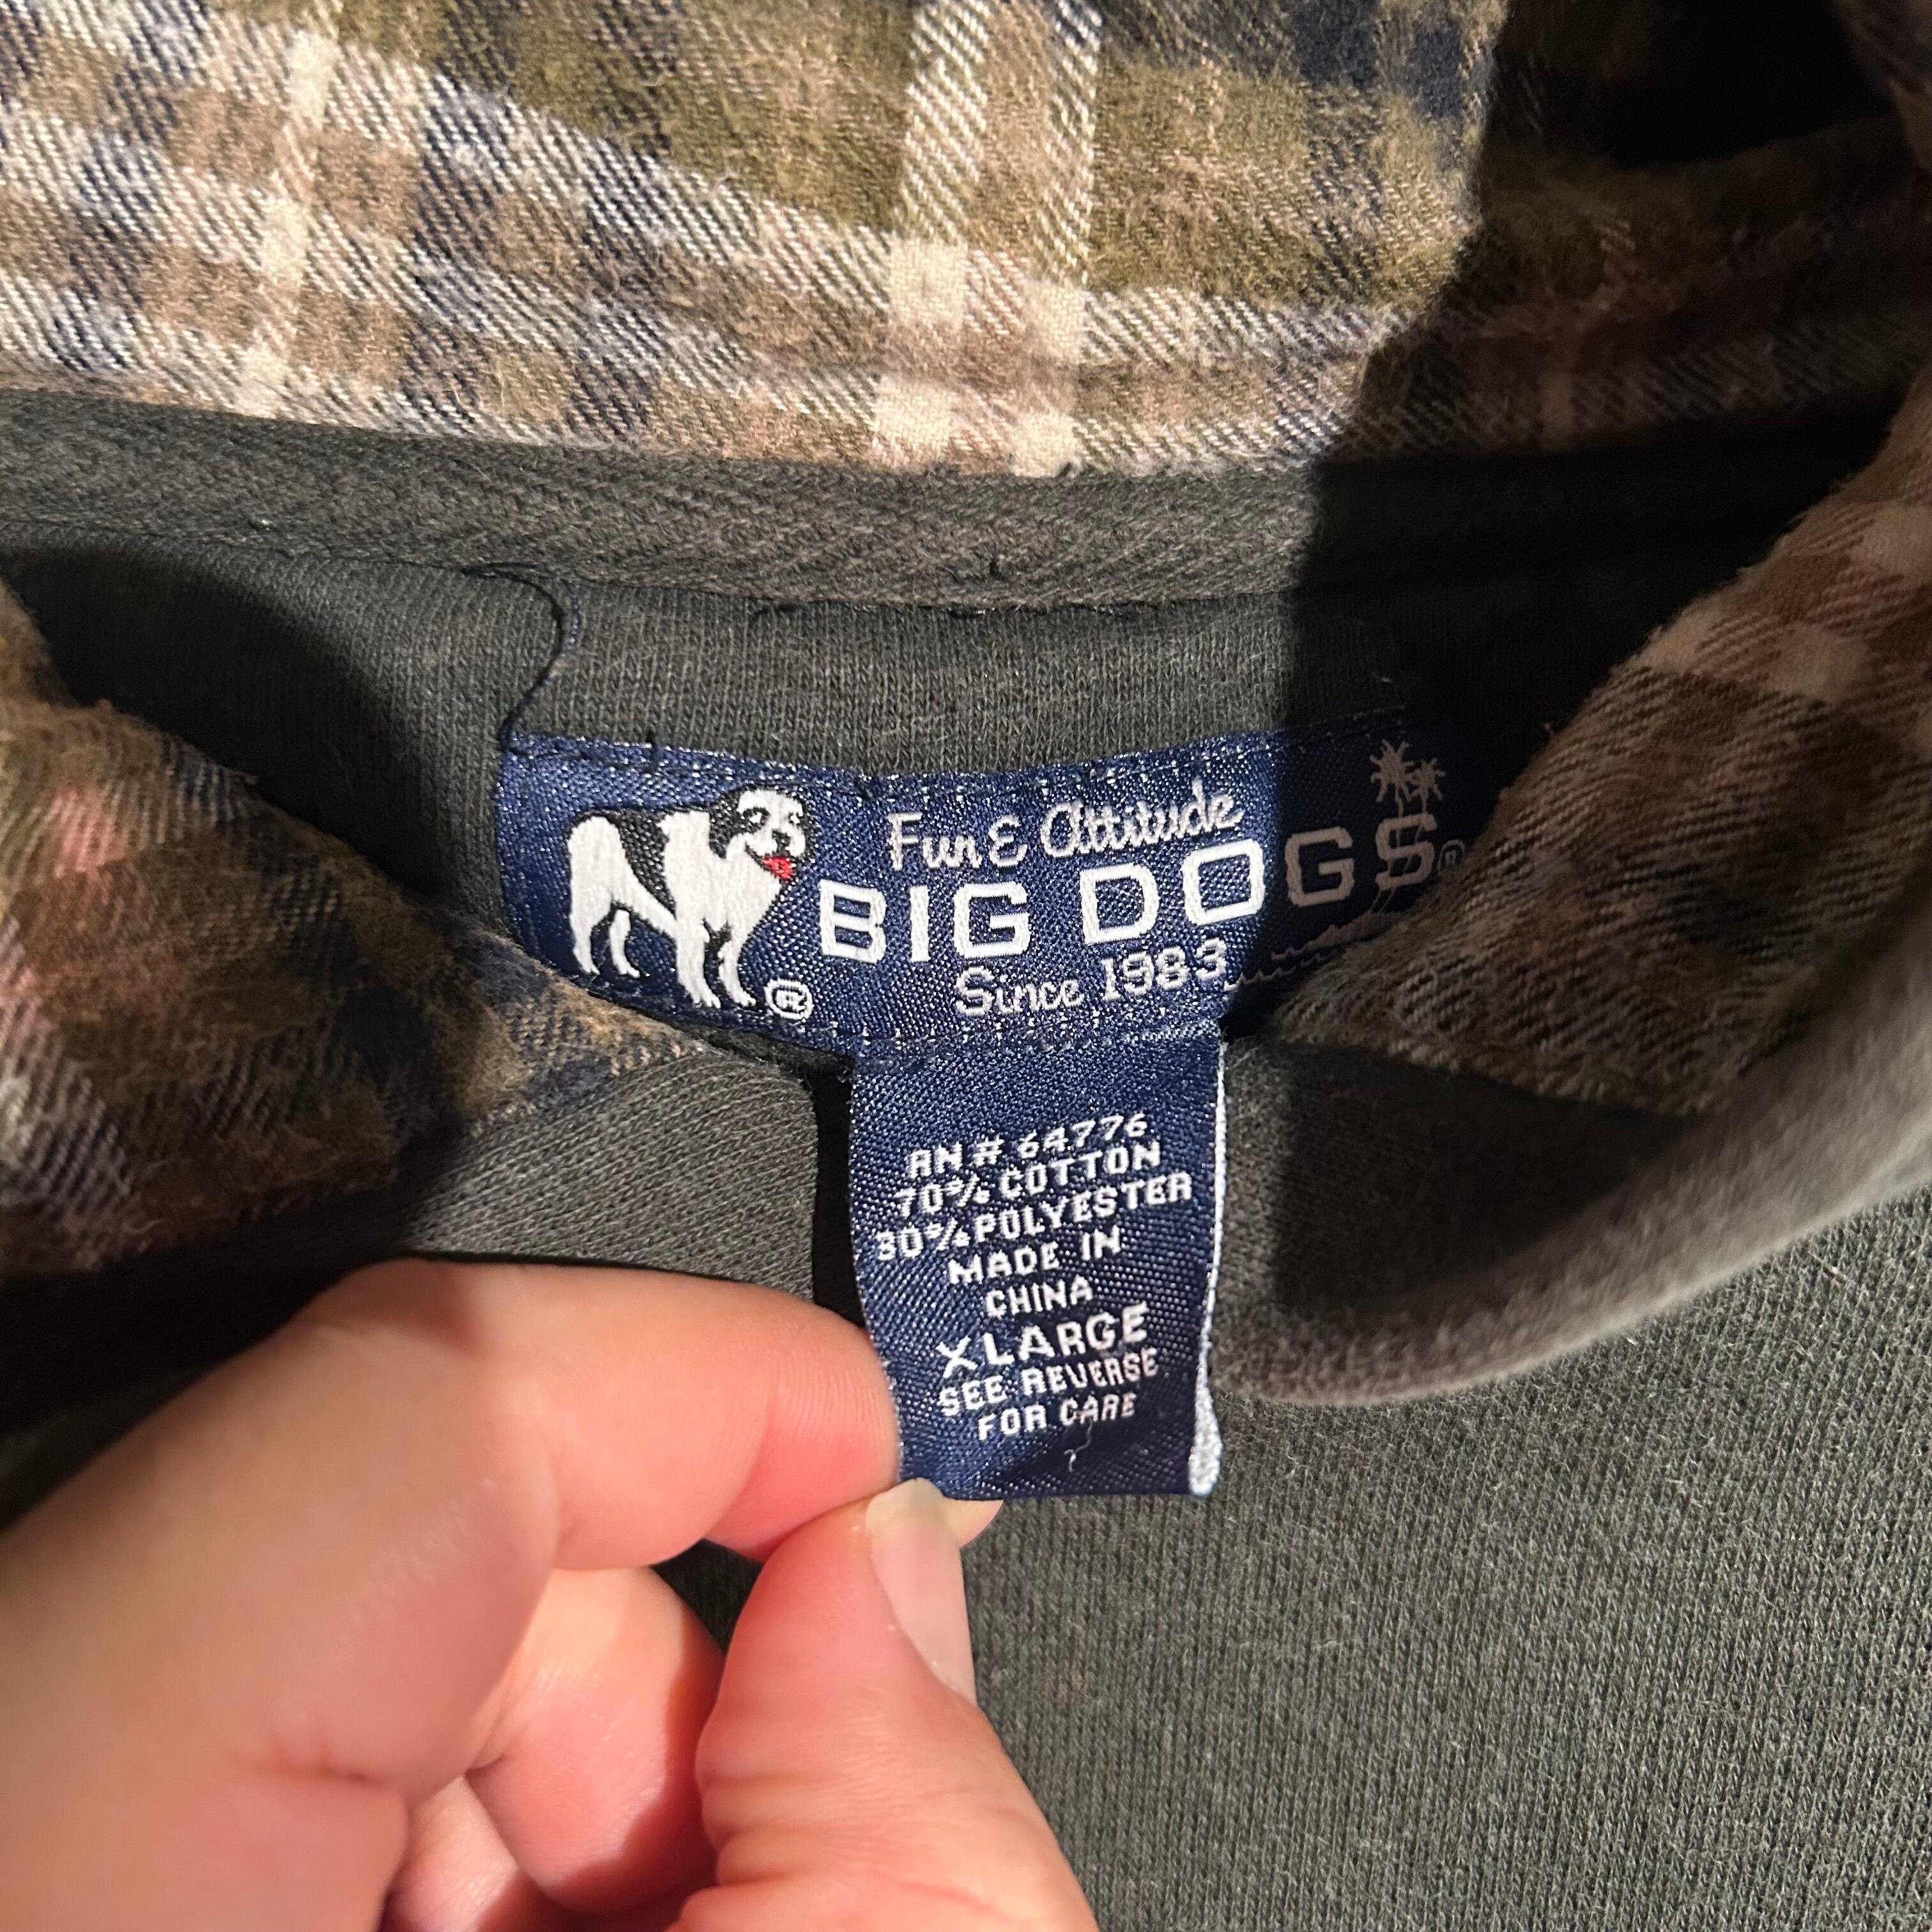 Fun & Attitude
BIG DOGS®
Since 1983
®
RN # 64776
70% COTTON
30% POLYESTER
MADE IN
CHINA
XLARGE
SEE REVERSE
FOR CARE